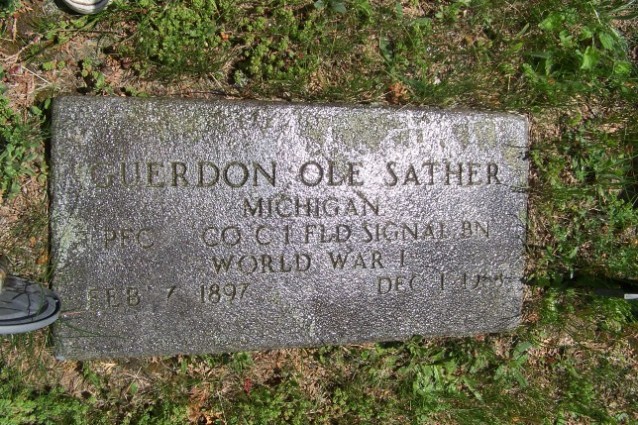 GUERDON OLE SATHER
MICHIGAN
PFC CO C 1 FLD SIGNAL BN
WORLD WAR I
FEB 7 1897 DEC 1